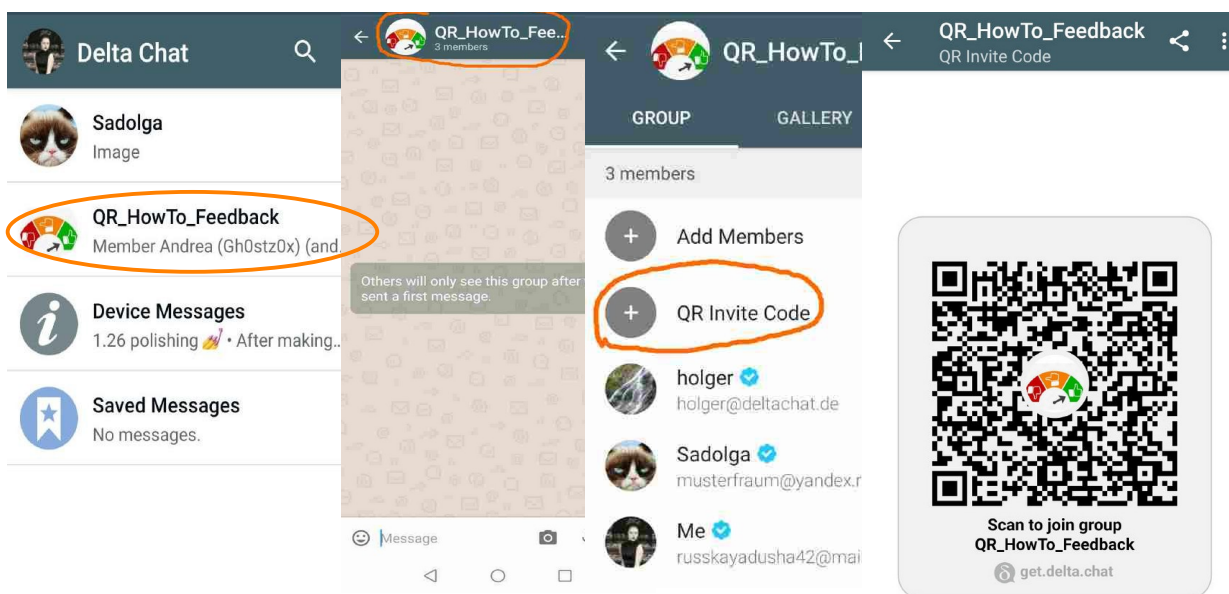 Delta Chat
Sadolga
Image
QR_HowTo_Feedback
Member Andrea (Gh0stz0x) (and.
Device Messages
1.26 polishing 💅 • After making..
Saved Messages
No messages.
QR_HowTo_Fee...
3 members
Others will only see this group after
sent a first message.
Message
QR_HowTo_
GROUP GALLERY
3 members
Add Members
QR Invite Code
holger
holger@deltachat.de
Sadolga
musterfraum@yandex.r
Me
russkayadusha42@mai
QR_HowTo_Feedback
QR Invite Code
Scan to join group
QR_HowTo_Feedback
get.delta.chat